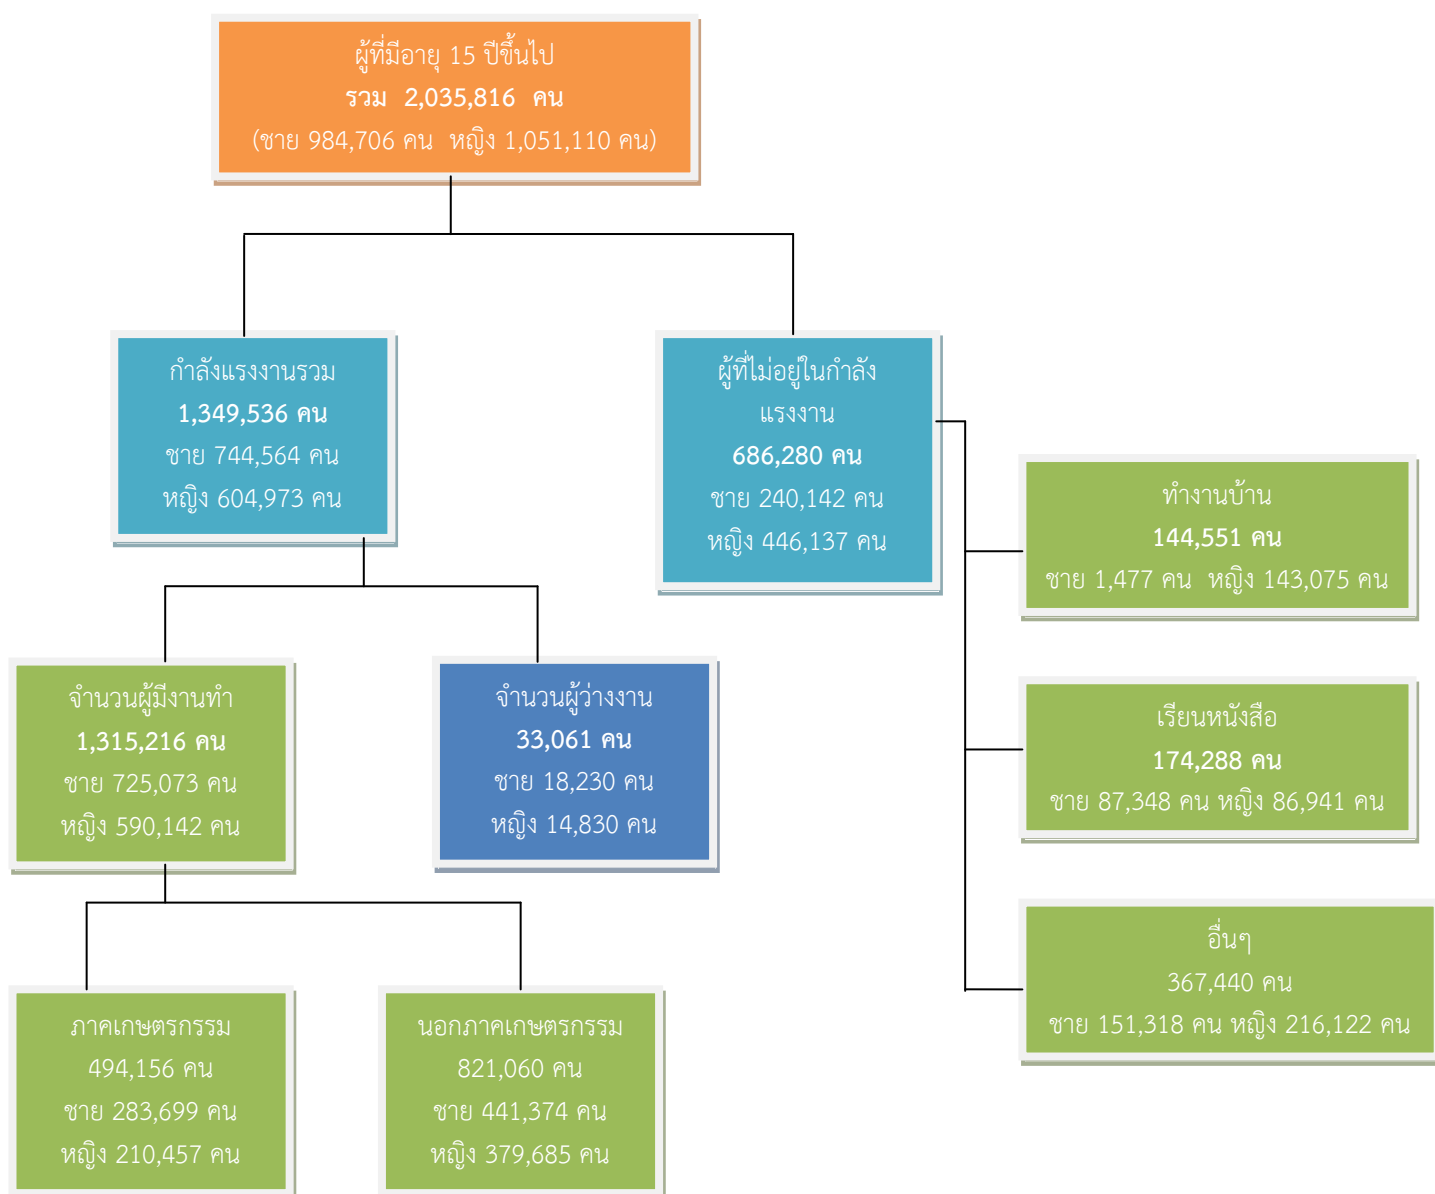 ผู้ที่มีอายุ 15 ปีขึ้นไป
รวม 2,035,816 คน
(ชาย 984,706 คน หญิง 1,051,110 คน)
กำลังแรงงานรวม
1,349,536 คน
ชาย 744,564 คน
หญิง 604,973 คน
ผู้ที่ไม่อยู่ในกำลัง
แรงงาน
686,280 คน
ชาย 240,142 คน
หญิง 446,137 คน
ทำงานบ้าน
144,551 คน
ชาย 1,477 คน หญิง 143,075 คน
เรียนหนังสือ
174,288 คน
ชาย 87,348 คน หญิง 86,941 คน
อื่นๆ
367,440 คน
ชาย 151,318 คน หญิง 216,122 คน
จำนวนผู้มีงานทำ
1,315,216 คน
ชาย 725,073 คน
หญิง 590,142 คน
จำนวนผู้ว่างงาน
33,061 คน
ชาย 18,230 คน
หญิง 14,830 คน
ภาคเกษตรกรรม
494,156 คน
ชาย 283,699 คน
หญิง 210,457 คน
นอกภาคเกษตรกรรม
821,060 คน
ชาย 441,374 คน
หญิง 379,685 คน